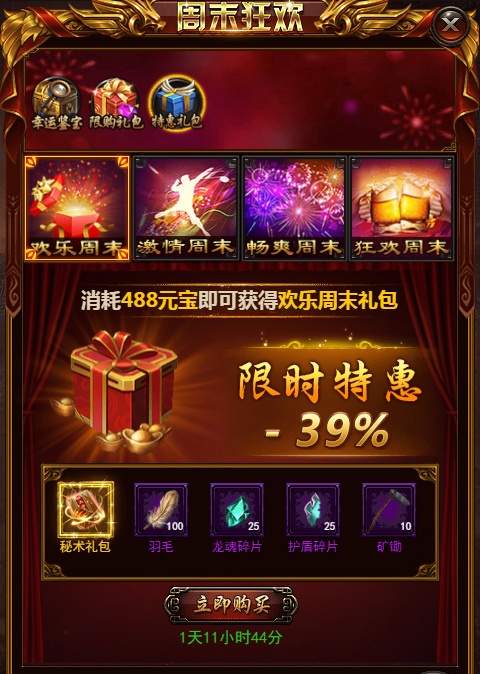 周末狂欢
幸运鉴宝 限购礼包 特惠礼包
欢乐周末 激情周末 畅爽周末 狂欢周末
消耗488元宝即可获得欢乐周末礼包
限时特惠
- 39%
100 25 25 10
秘术礼包 羽毛 龙魂碎片 护盾碎片 矿锄
立即购买
1天11小时44分